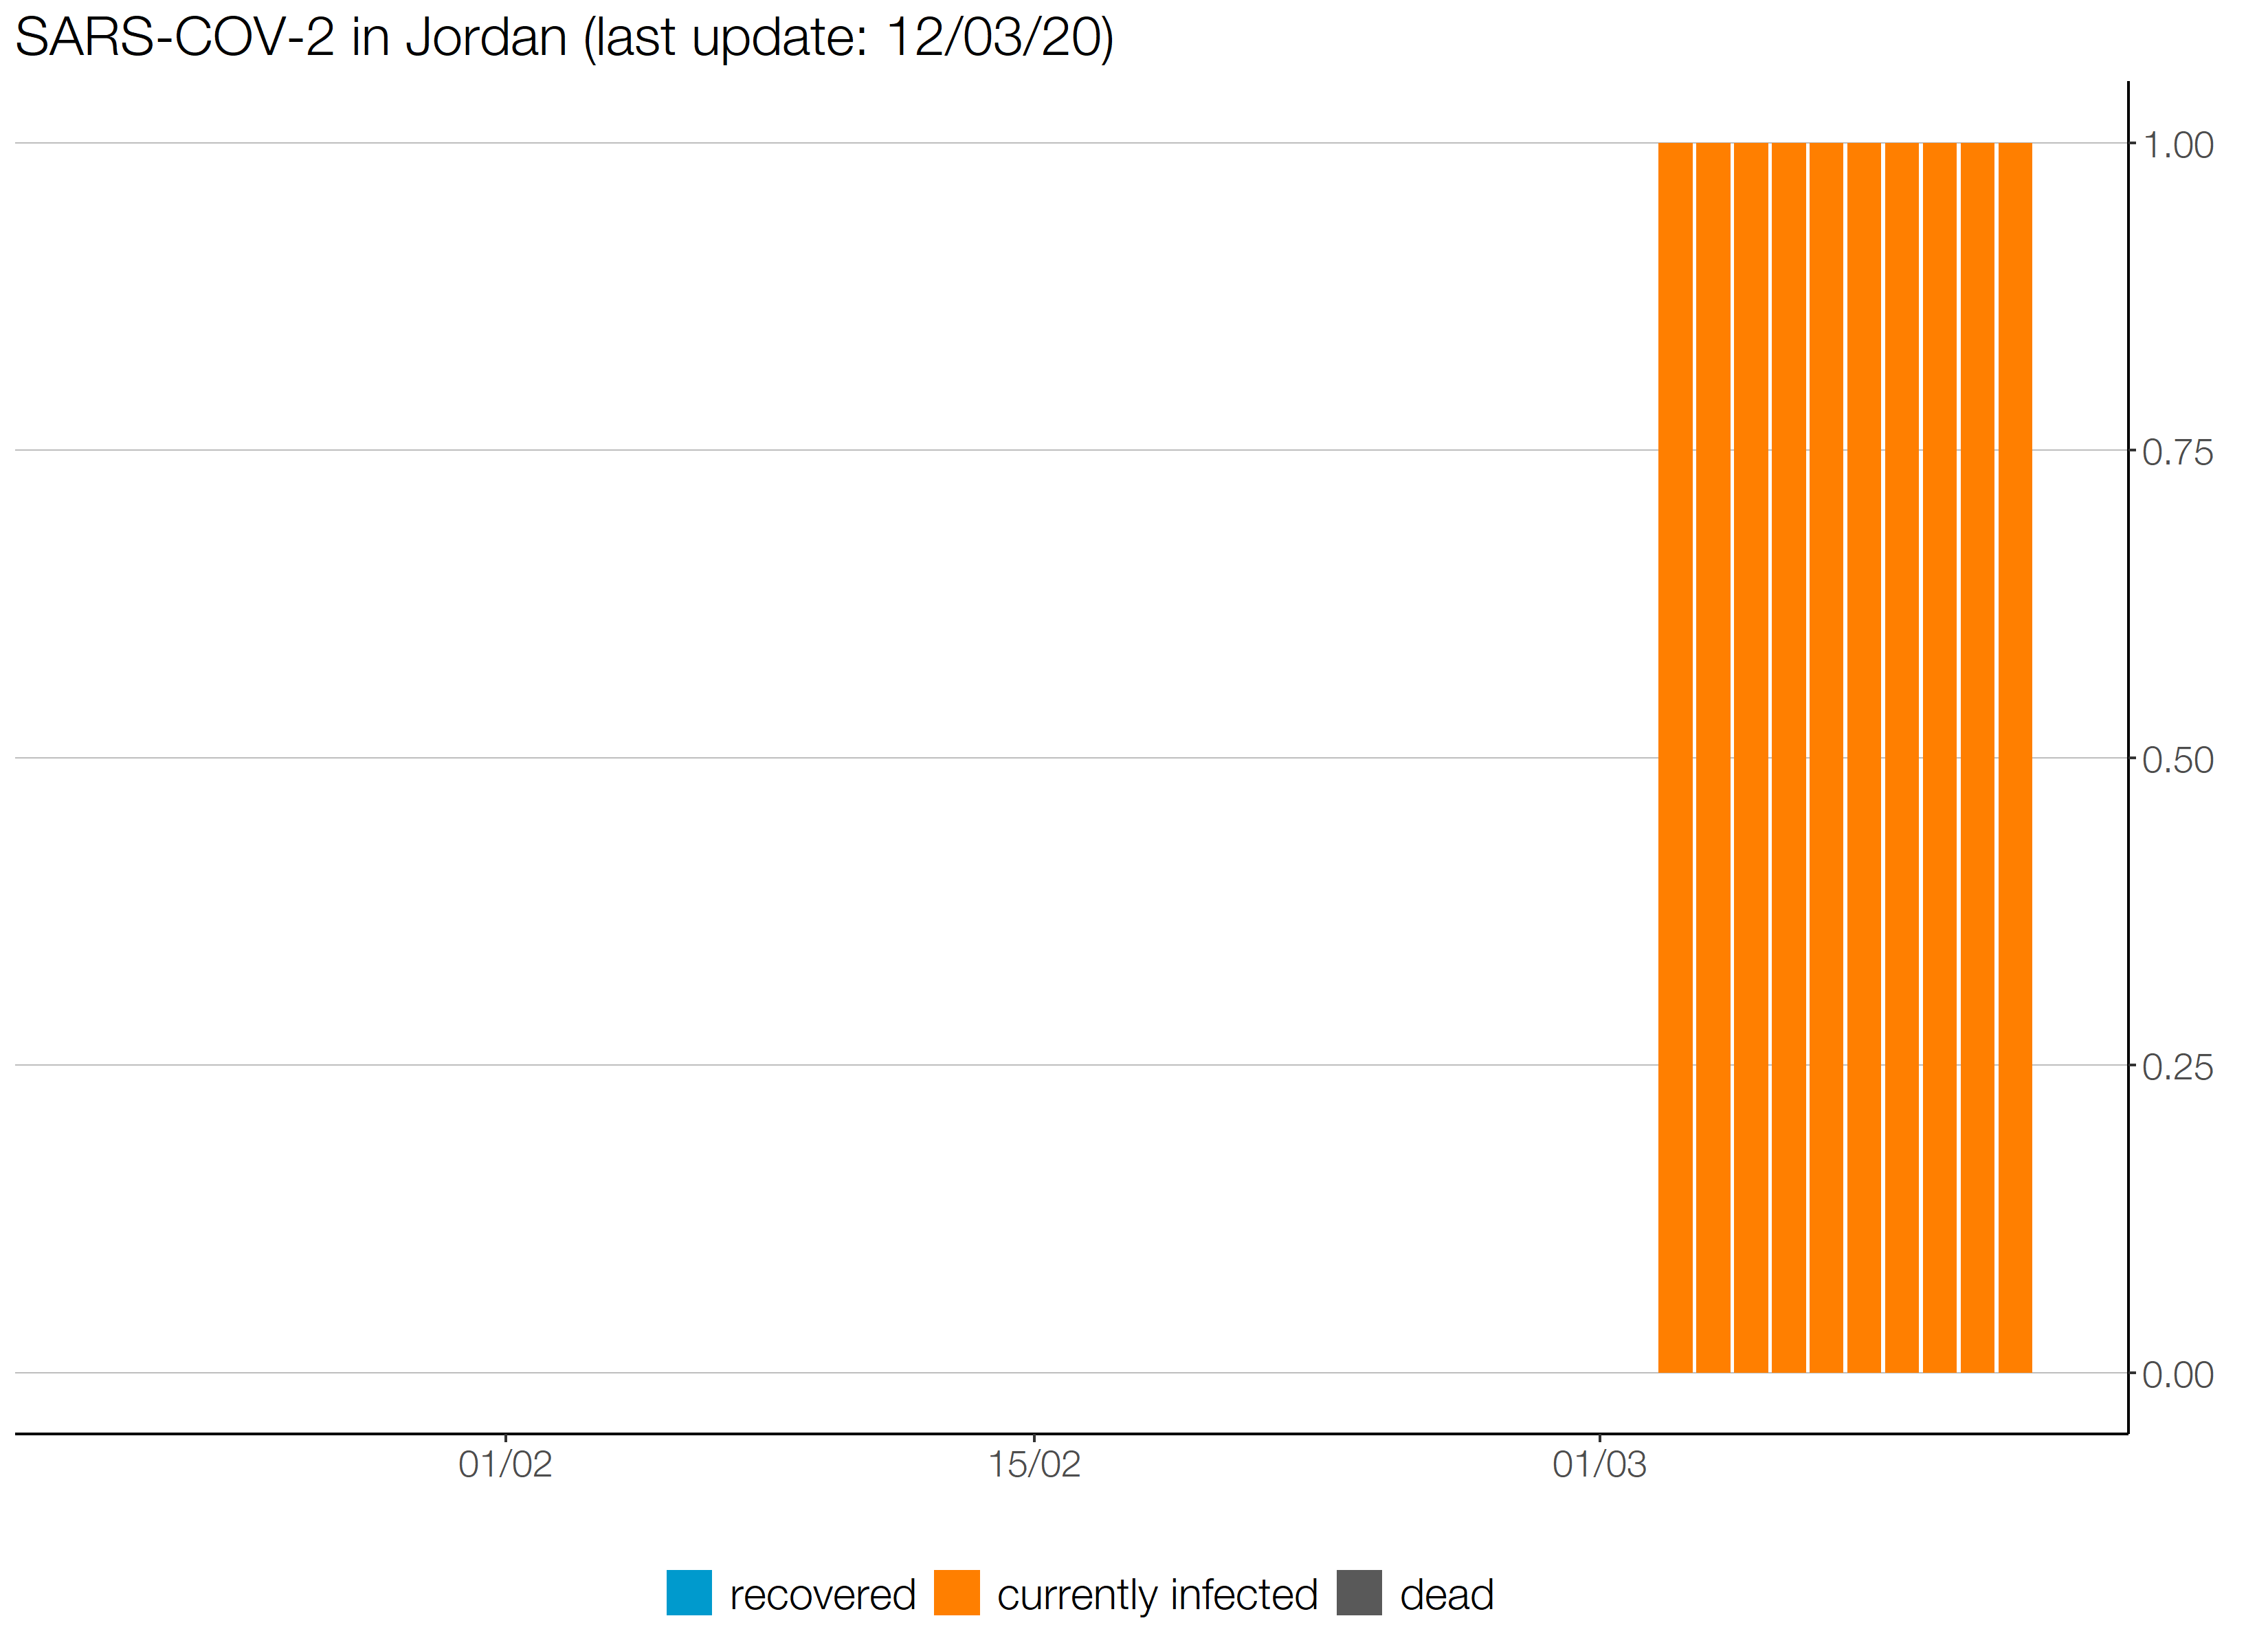 SARS-COV-2 in Jordan (last update: 12/03/20)
1.00
0.75
0.50
0.25
0.00
01/02 15/02 01/03
recovered currently infected dead